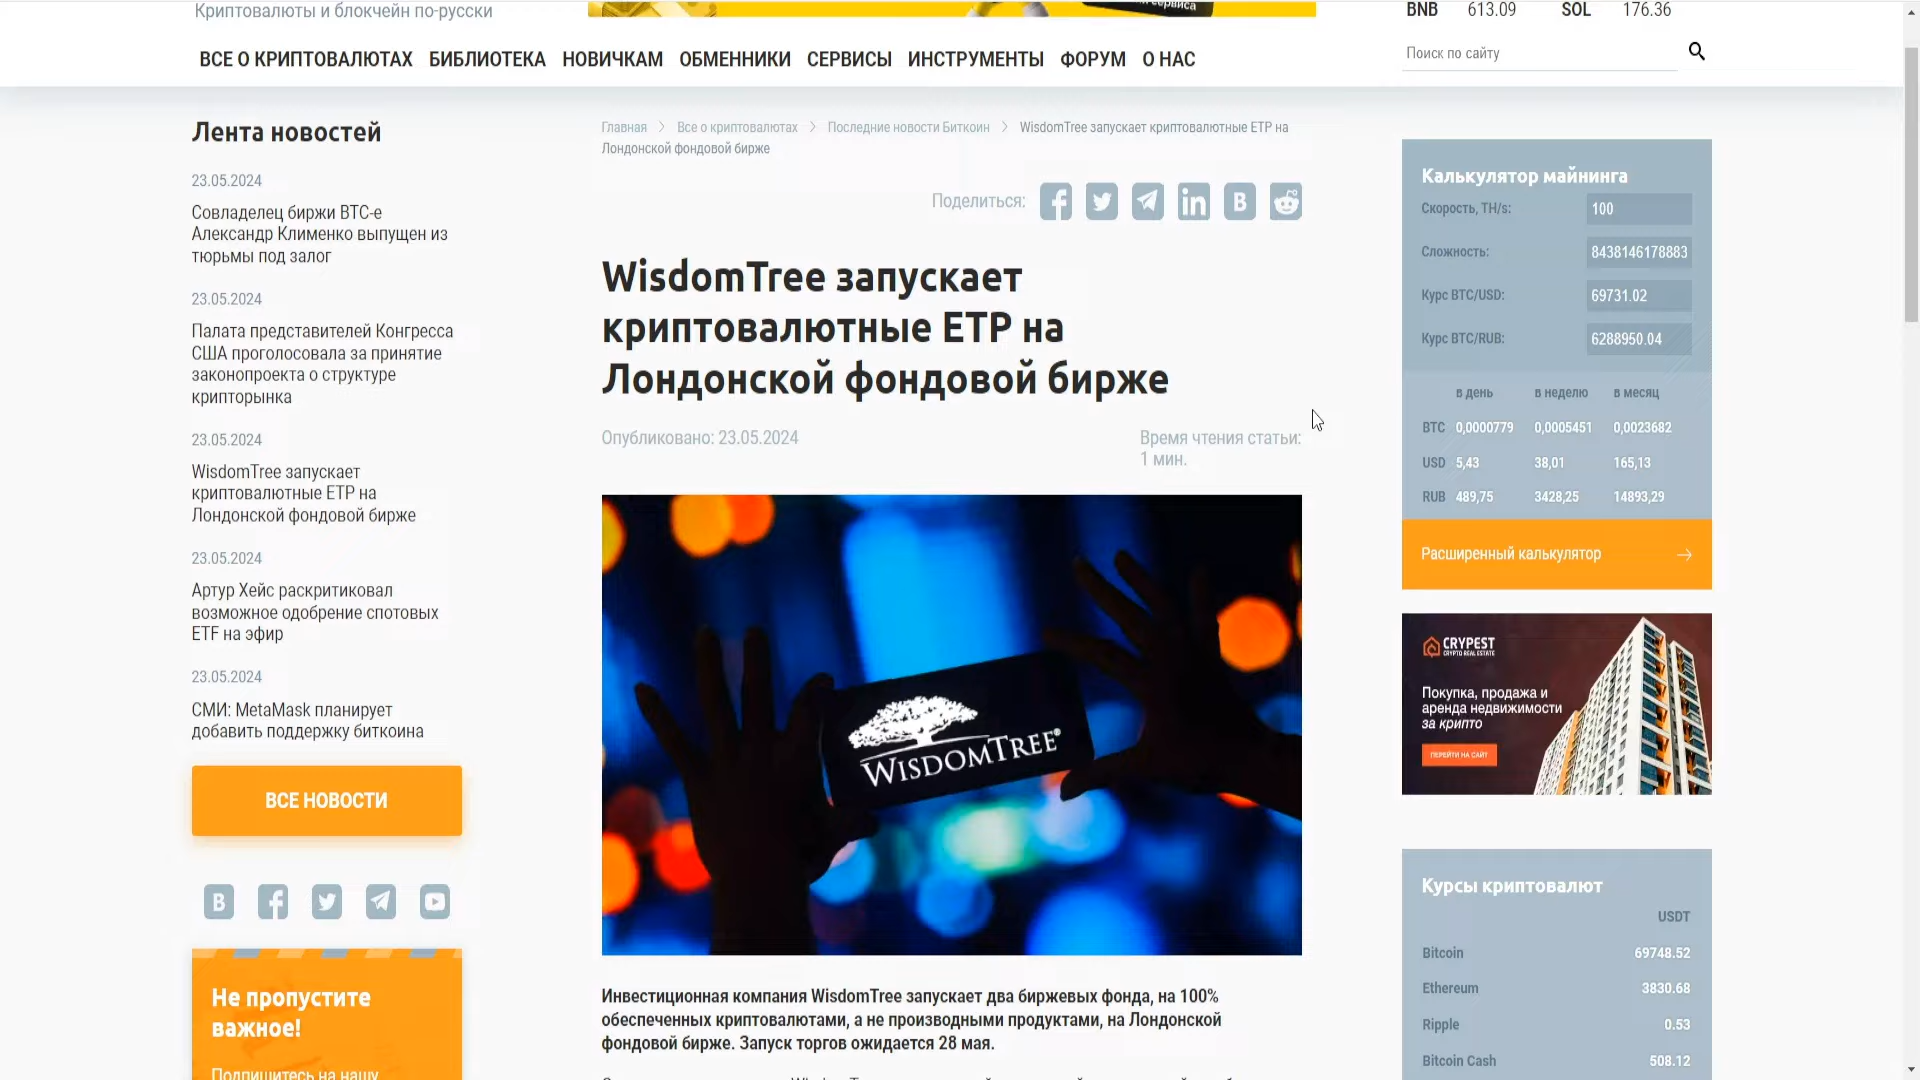 Криптовалюты и блокчейн по-русски
сервиса
BNB 613.09 SOL 176.36
ВСЕ О КРИПТОВАЛЮТАХ БИБЛИОТЕКА НОВИЧКАМ ОБМЕННИКИ СЕРВИСЫ ИНСТРУМЕНТЫ ФОРУМ О НАС
Поиск по сайту
Лента новостей
23.05.2024
Совладелец биржи BTC-e
Александр Клименко выпущен из
тюрьмы под залог
23.05.2024
Палата представителей Конгресса
США проголосовала за принятие
законопроекта о структуре
крипторынка
23.05.2024
WisdomTree запускает
криптовалютные ETP на
Лондонской фондовой бирже
23.05.2024
Артур Хейс раскритиковал
возможное одобрение спотовых
ETF на эфир
23.05.2024
СМИ: MetaMask планирует
добавить поддержку биткоина
ВСЕ НОВОСТИ
Не пропустите
важное!
Подпишитесь на нашу
Главная > Все о криптовалютах > Последние новости Биткоин > WisdomTree запускает криптовалютные ETP на
Лондонской фондовой бирже
Поделиться:
WisdomTree запускает
криптовалютные ETP на
Лондонской фондовой бирже
Опубликовано: 23.05.2024
Время чтения статьи:
1 мин.
WISDOMTREE®
Инвестиционная компания WisdomTree запускает два биржевых фонда, на 100%
обеспеченных криптовалютами, а не производными продуктами, на Лондонской
фондовой бирже. Запуск торгов ожидается 28 мая.
Калькулятор майнинга
Скорость, TH/s: 100
Сложность: 8438146178883
Курс BTC/USD: 69731.02
Курс BTC/RUB: 6288950.04
в день в неделю в месяц
BTC 0,0000779 0,0005451 0,0023682
USD 5,43 38,01 165,13
RUB 489,75 3428,25 14893,29
Расширенный калькулятор →
CRYPEST
CRYPTO REAL ESTATE
Покупка, продажа и
аренда недвижимости
за крипто
ПЕРЕЙТИ НА САЙТ
Курсы криптовалют
USDT
Bitcoin 69748.52
Ethereum 3830.68
Ripple 0.53
Bitcoin Cash 508.12